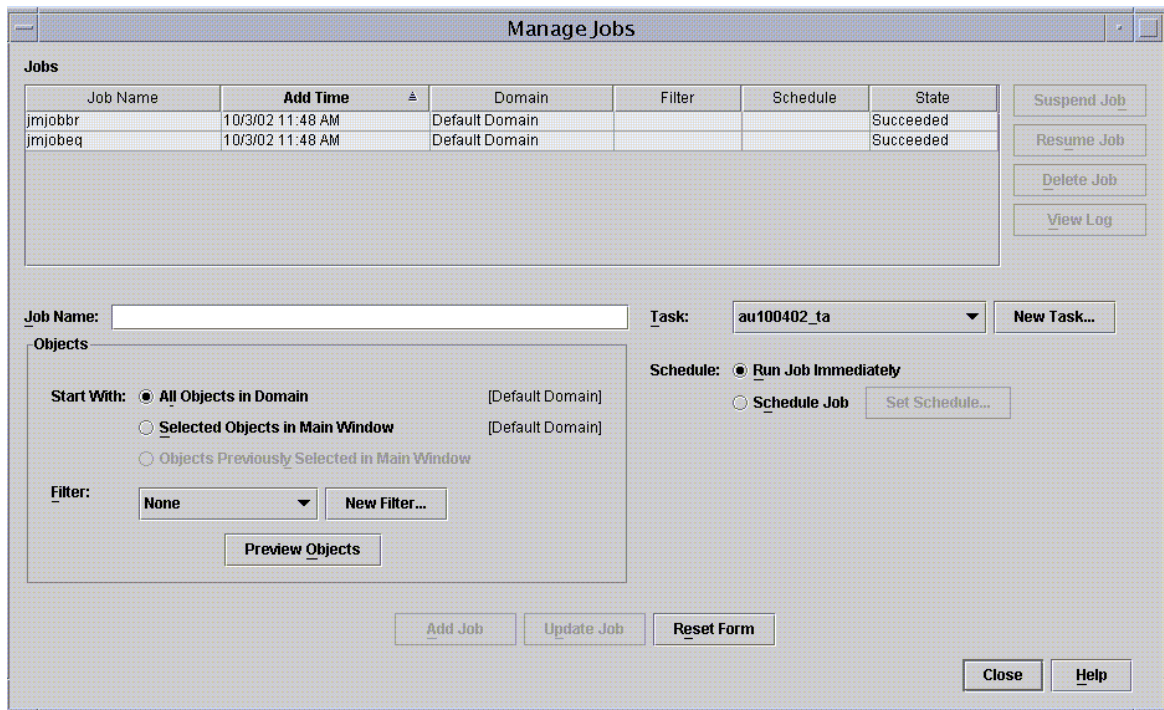 Manage Jobs
Jobs
Job Name Add Time Domain Filter Schedule State
jmjobbr 10/3/02 11:48 AM Default Domain Succeeded
jmjobeq 10/3/02 11:48 AM Default Domain Succeeded
Suspend Job
Resume Job
Delete Job
View Log
Job Name: Task: au100402_ta New Task...
Objects
Schedule: Run Job Immediately
Start With: All Objects in Domain [Default Domain]
Schedule Job Set Schedule...
Selected Objects in Main Window [Default Domain]
Objects Previously Selected in Main Window
Filter: None New Filter...
Preview Objects
Add Job Update Job Reset Form
Close Help